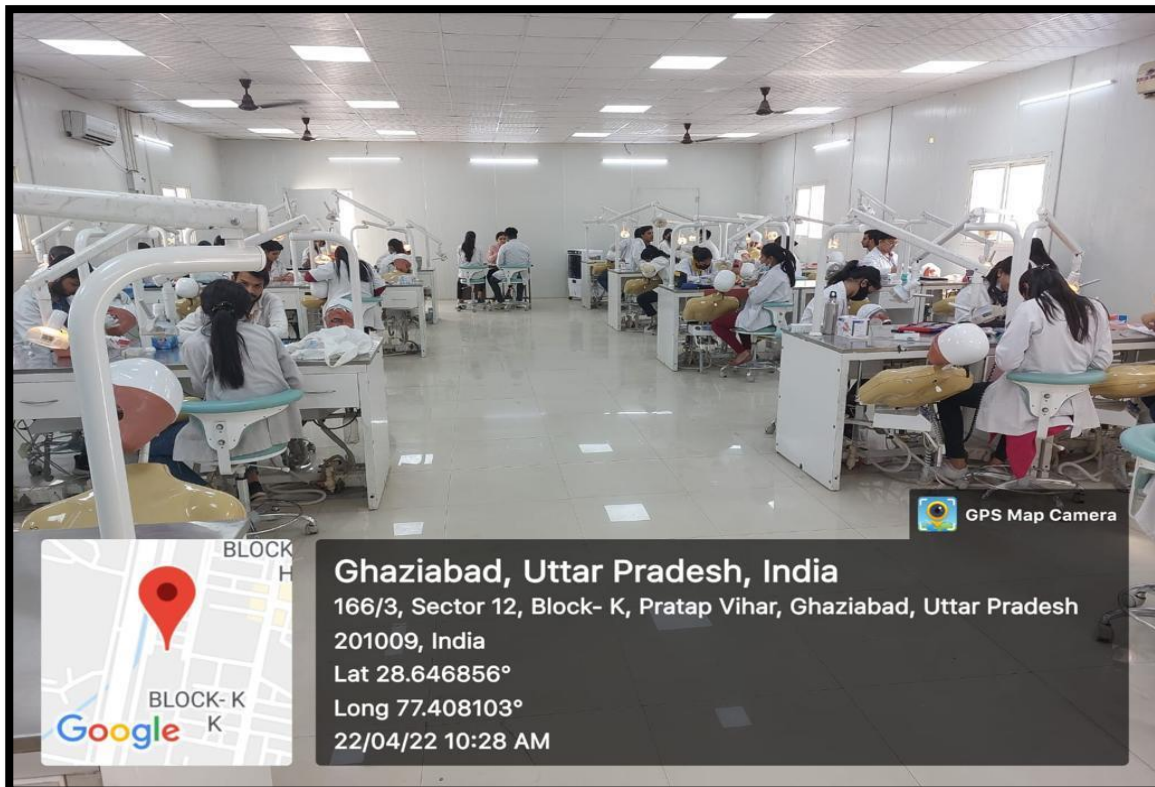 GPS Map Camera
BLOCK
H
BLOCK- K
K
Google
Ghaziabad, Uttar Pradesh, India
166/3, Sector 12, Block- K, Pratap Vihar, Ghaziabad, Uttar Pradesh
201009, India
Lat 28.646856°
Long 77.408103°
22/04/22 10:28 AM